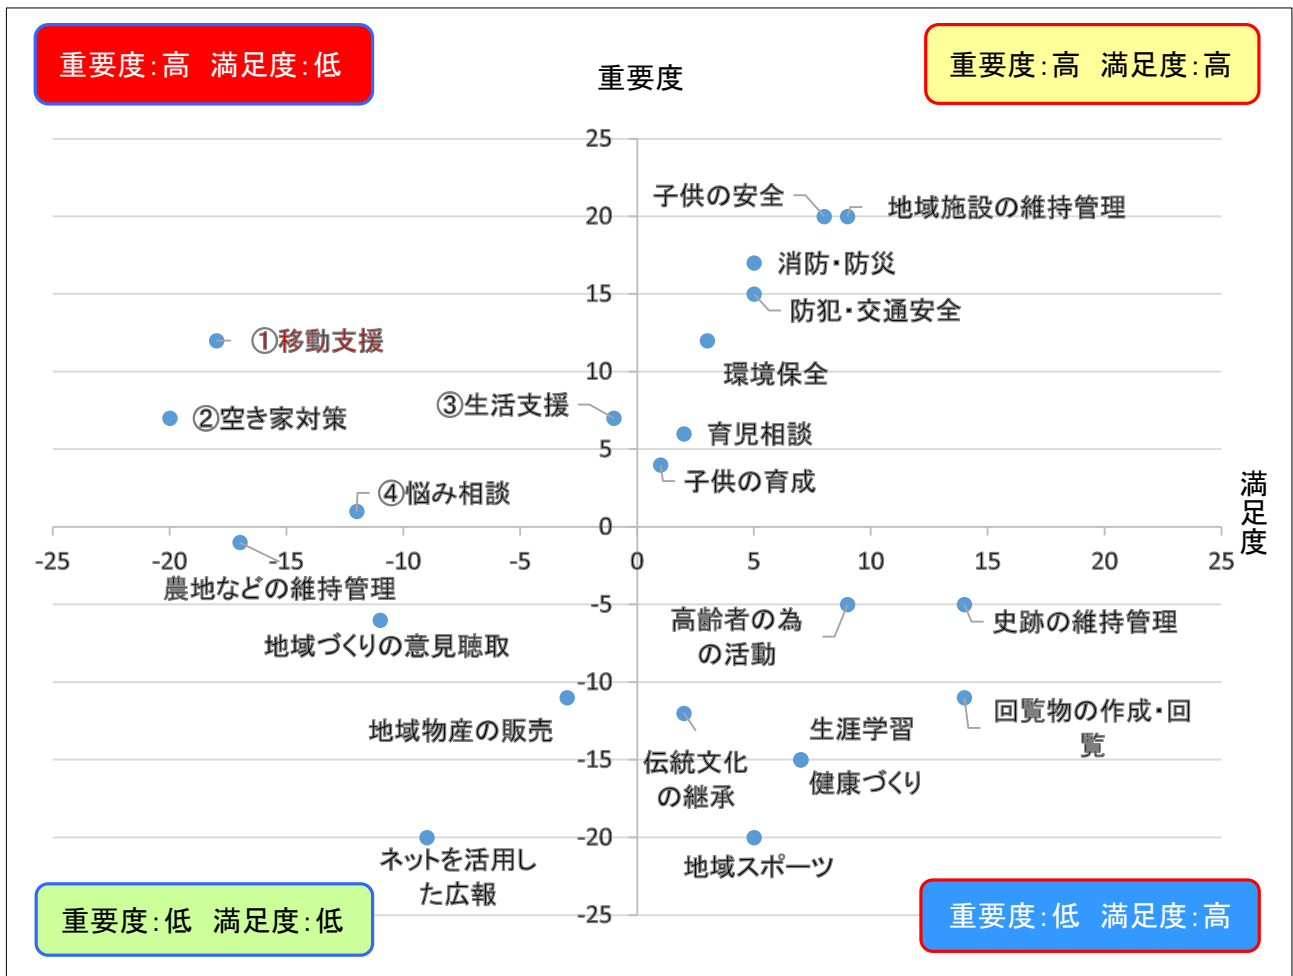 重要度:高 満足度:低
重要度:高 満足度:高
重要度
25
子供の安全
20
地域施設の維持管理
消防・防災
15
防犯・交通安全
①移動支援
環境保全
10
③生活支援
②空き家対策
育児相談
5
子供の育成
④悩み相談
満足度
0
-25
-20
-15
-10
-5
0
5
10
15
20
25
農地などの維持管理
-5
高齢者の為
の活動
史跡の維持管理
地域づくりの意見聴取
-10
回覧物の作成・回
覧
地域物産の販売
生涯学習
伝統文化
の継承
-15
健康づくり
-20
ネットを活用し
た広報
地域スポーツ
-25
重要度:低 満足度:低
重要度:低 満足度:高